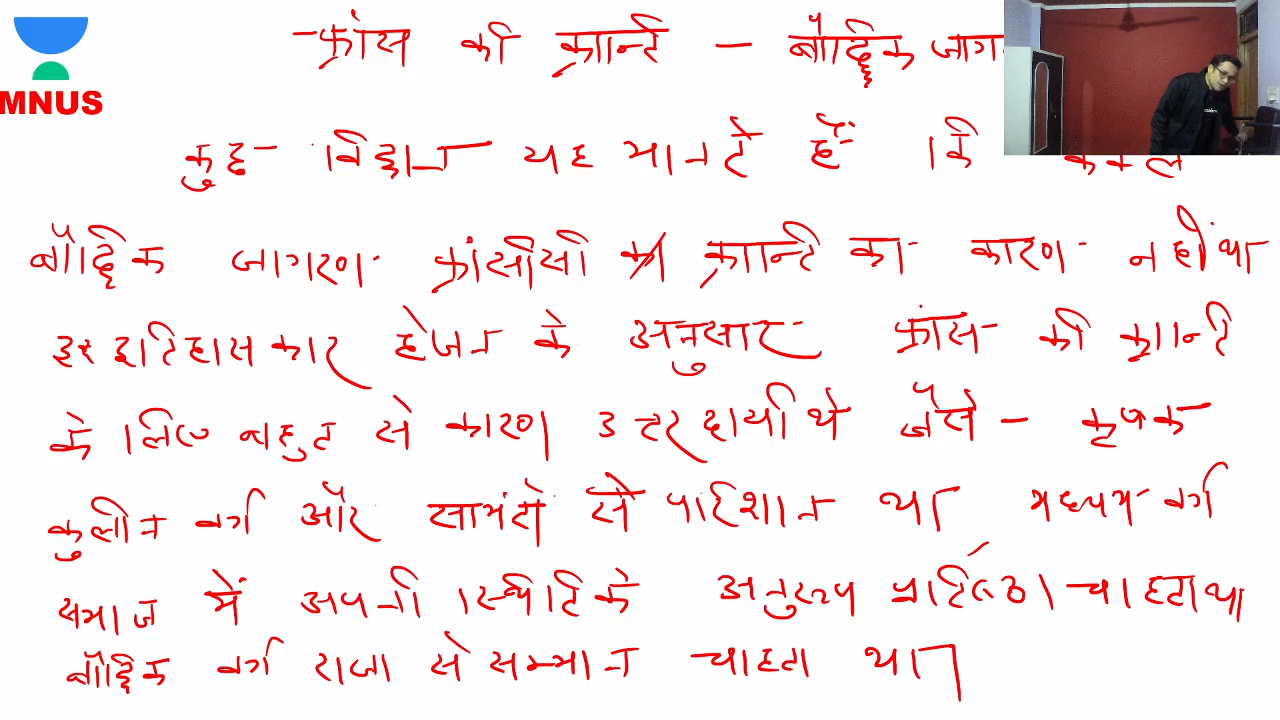 MNUS
फ्रांस की क्रान्ति - बौद्धिक जाग
कुछ विद्वान यह मानते हैं कि केवल
बौद्धिक जागरण फ्रांसीसी क्रान्ति का कारण नहीं था
इतिहासकार हेजन के अनुसार फ्रांस की क्रान्ति
के लिए बहुत से कारण उत्तरदायी थे जैसे - कृषक
कुलीन वर्ग और सामंतो से परिशान था मध्यम वर्ग
समाज में अपनी स्थिति के अनुरूप प्रतिष्ठा चाहता था
बौद्धिक वर्ग राजा से सम्मान चाहता था